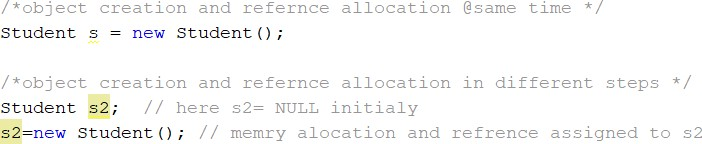 /*object creation and refernce allocation @same time */
Student s = new Student();
/*object creation and refernce allocation in different steps */
Student s2;  // here s2= NULL initialy
s2=new Student(); // memry alocation and refrence assigned to s2